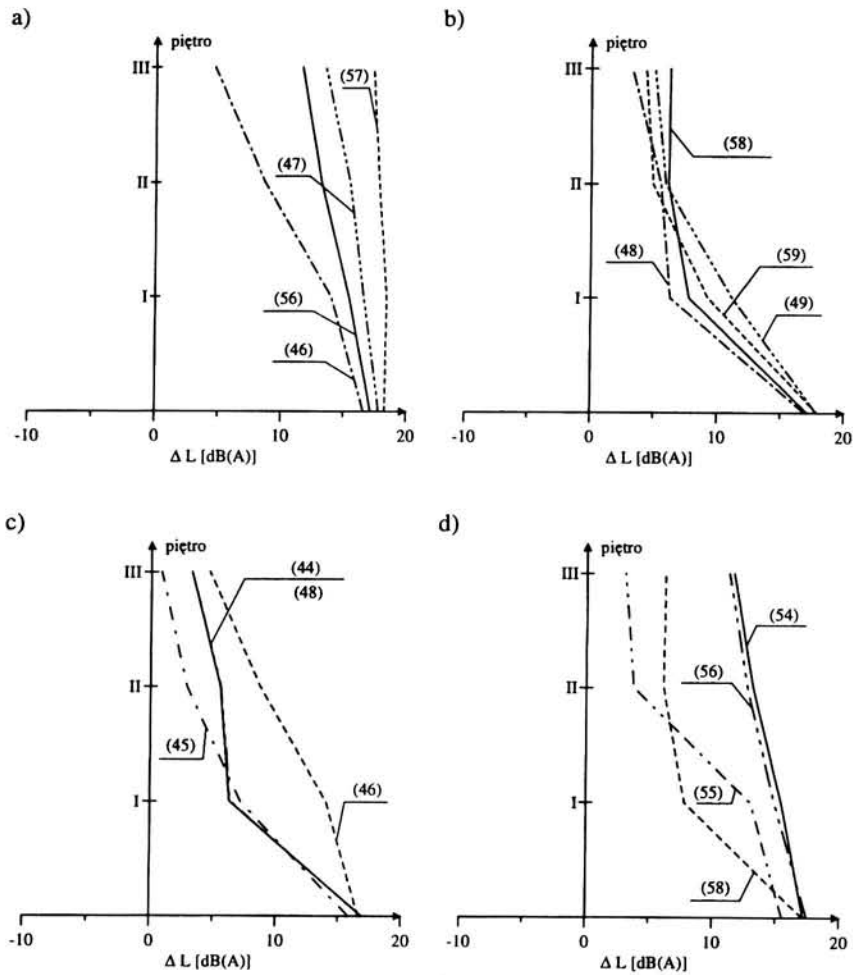 a)
piętro
III
(57)
(47)
II
I
(56)
(46)
-10
0
10
20
Δ L [dB(A)]
b)
piętro
III
(58)
II
(48)
(59)
I
(49)
-10
0
10
20
Δ L [dB(A)]
c)
piętro
III
(44)
(48)
II
(45)
I
(46)
-10
0
10
20
Δ L [dB(A)]
d)
piętro
III
(54)
II
(56)
I
(55)
(58)
-10
0
10
20
Δ L [dB(A)]